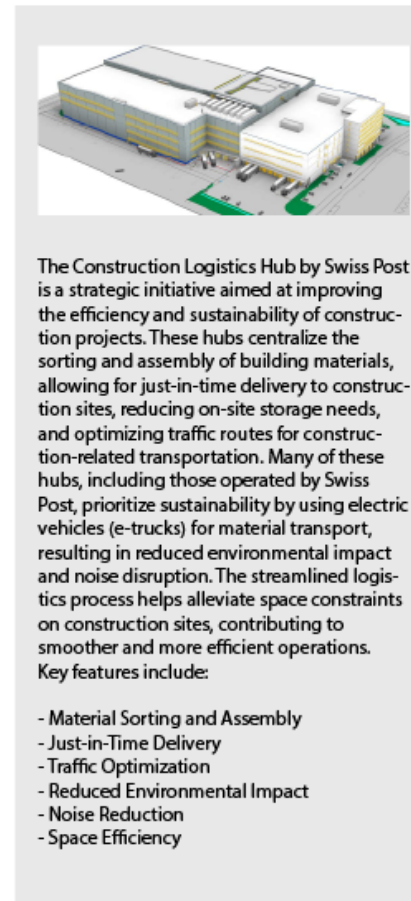 The Construction Logistics Hub by Swiss Post
is a strategic initiative aimed at improving
the efficiency and sustainability of construc-
tion projects. These hubs centralize the
sorting and assembly of building materials,
allowing for just-in-time delivery to construc-
tion sites, reducing on-site storage needs,
and optimizing traffic routes for construc-
tion-related transportation. Many of these
hubs, including those operated by Swiss
Post, prioritize sustainability by using electric
vehicles (e-trucks) for material transport,
resulting in reduced environmental impact
and noise disruption. The streamlined logis-
tics process helps alleviate space constraints
on construction sites, contributing to
smoother and more efficient operations.
Key features include:
- Material Sorting and Assembly
- Just-in-Time Delivery
- Traffic Optimization
- Reduced Environmental Impact
- Noise Reduction
- Space Efficiency